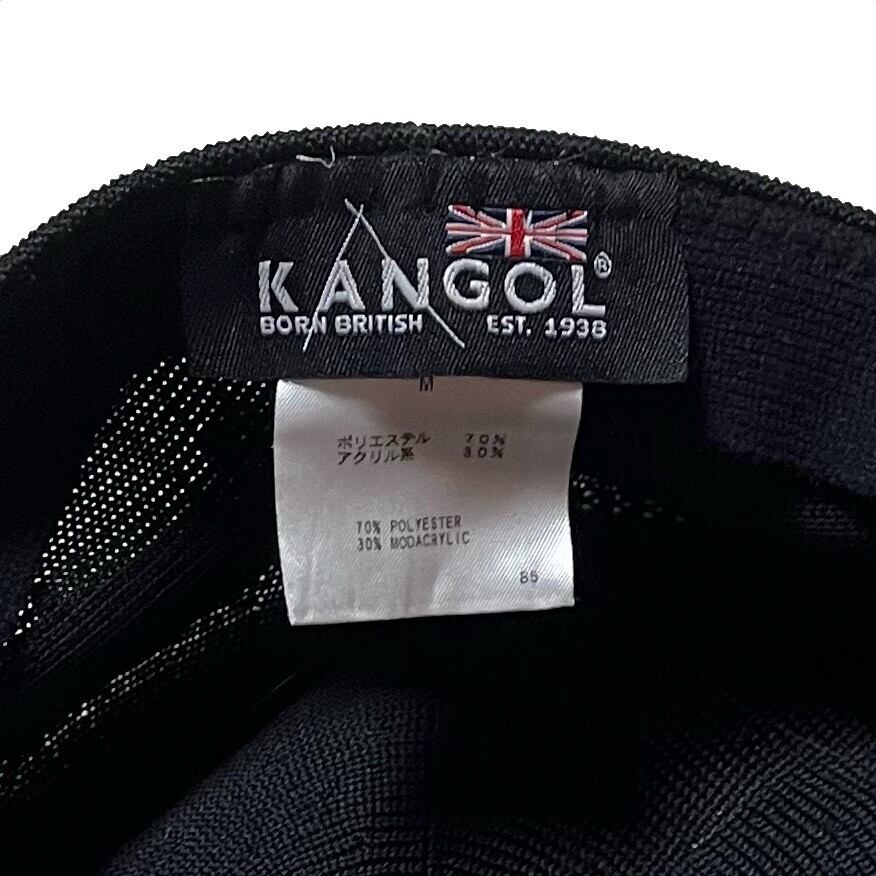 KANGOL®
BORN BRITISH EST. 1938
M
ポリエステル 70%
アクリル系 30%
70% POLYESTER
30% MODACRYLIC
85